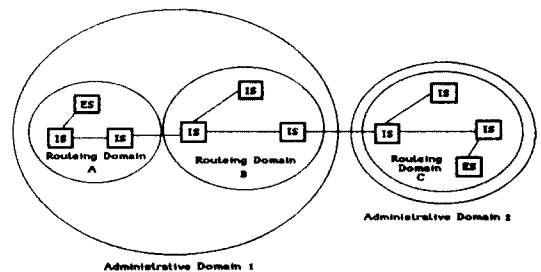 ES
IS
IS
Routeing Domain
A
IS
IS
IS
Routeing Domain
B
IS
IS
IS
ES
Routeing
Domain
C
Administrative Domain 2
Administrative Domain 1